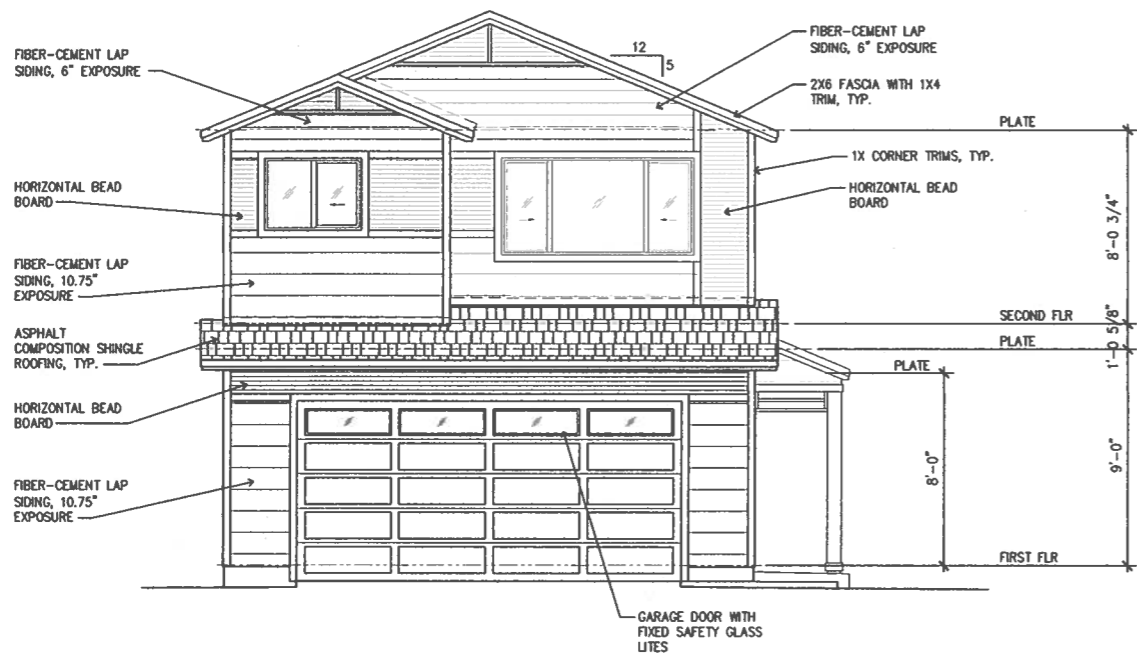 FIBER-CEMENT LAP
SIDING, 6" EXPOSURE
HORIZONTAL BEAD
BOARD
FIBER-CEMENT LAP
SIDING, 10.75"
EXPOSURE
ASPHALT
COMPOSITION SHINGLE
ROOFING, TYP.
HORIZONTAL BEAD
BOARD
FIBER-CEMENT LAP
SIDING, 10.75"
EXPOSURE
12
5
FIBER-CEMENT LAP
SIDING, 6" EXPOSURE
2X6 FASCIA WITH 1X4
TRIM, TYP.
PLATE
1X CORNER TRIMS, TYP.
HORIZONTAL BEAD
BOARD
8'-0 3/4"
SECOND FLR
1'-0 5/8"
PLATE
PLATE
8'-0"
9'-0"
FIRST FLR
GARAGE DOOR WITH
FIXED SAFETY GLASS
LITES